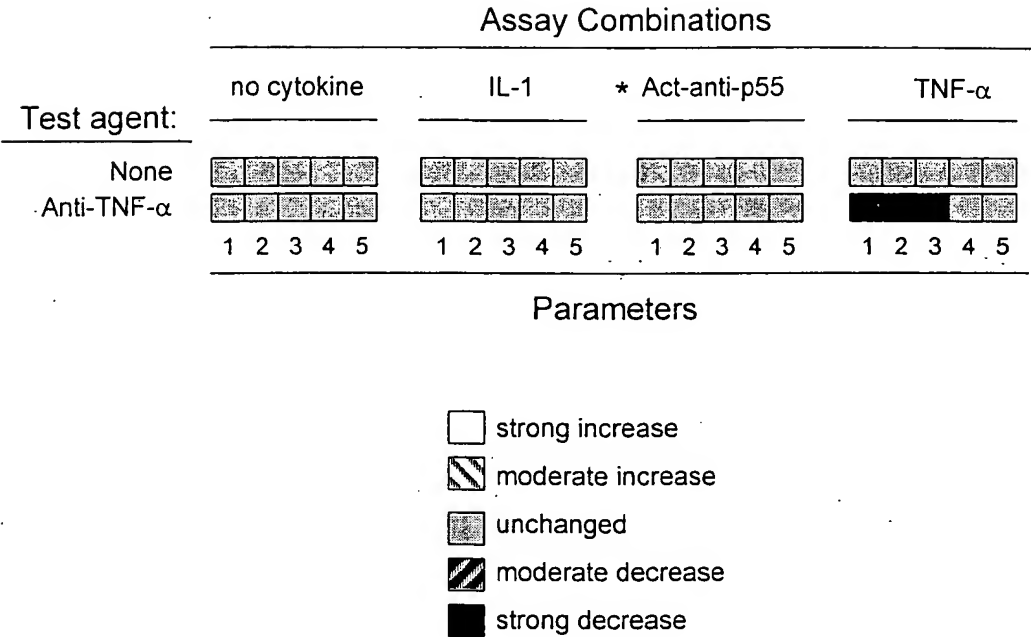 Assay Combinations
no cytokine IL-1 * Act-anti-p55 TNF-α
Test agent:
None
Anti-TNF-α
1 2 3 4 5 1 2 3 4 5 1 2 3 4 5 1 2 3 4 5
Parameters
strong increase
moderate increase
unchanged
moderate decrease
strong decrease